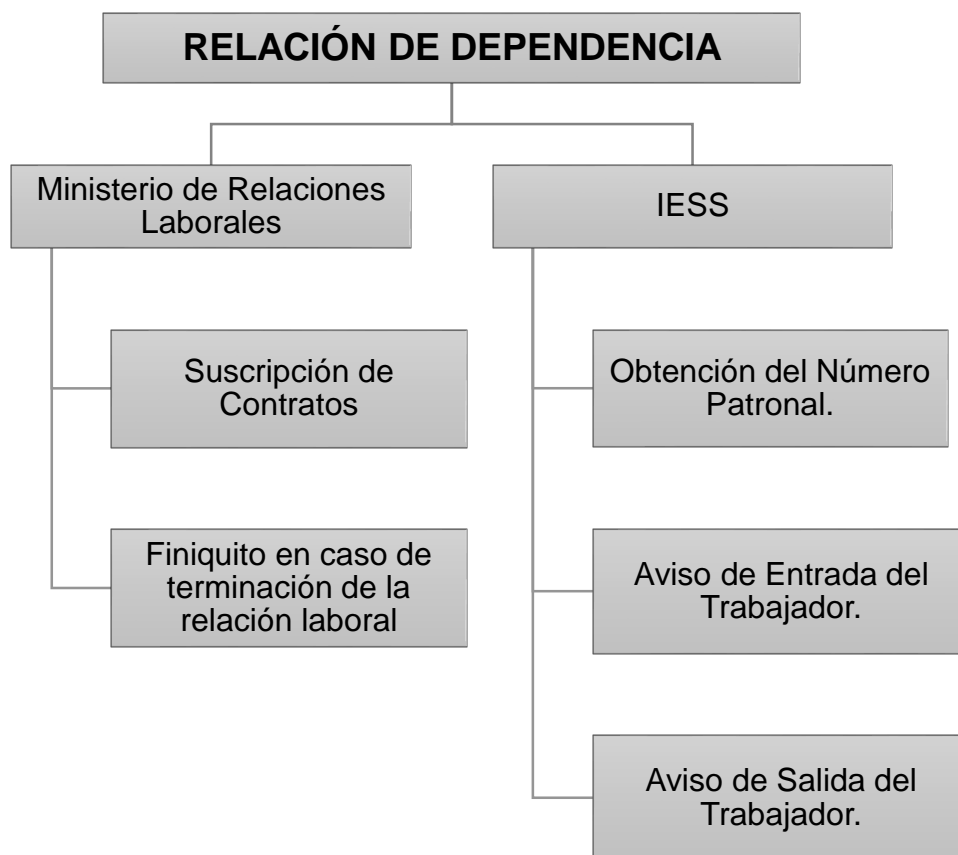 RELACIÓN DE DEPENDENCIA
Ministerio de Relaciones
Laborales
Suscripción de
Contratos
Finiquito en caso de
terminación de la
relación laboral
IESS
Obtención del Número
Patronal.
Aviso de Entrada del
Trabajador.
Aviso de Salida del
Trabajador.